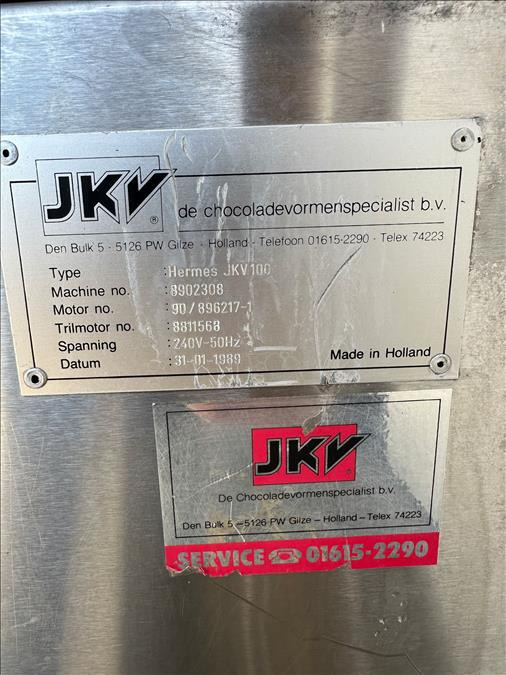 JKV ®
de chocoladevormenspecialist b.v.
Den Bulk 5 - 5126 PW Gilze - Holland - Telefoon 01615-2290 - Telex 74223
Type :Hermes JKV100
Machine no. :8902308
Motor no. :90/896217-1
Trilmotor no. :8811568
Spanning :240V-50Hz
Datum :31-01-1989
Made in Holland
JKV ®
De Chocoladevormenspecialist b.v.
Den Bulk 5 – 5126 PW Gilze – Holland – Telex 74223
SERVICE ☎ 01615-2290